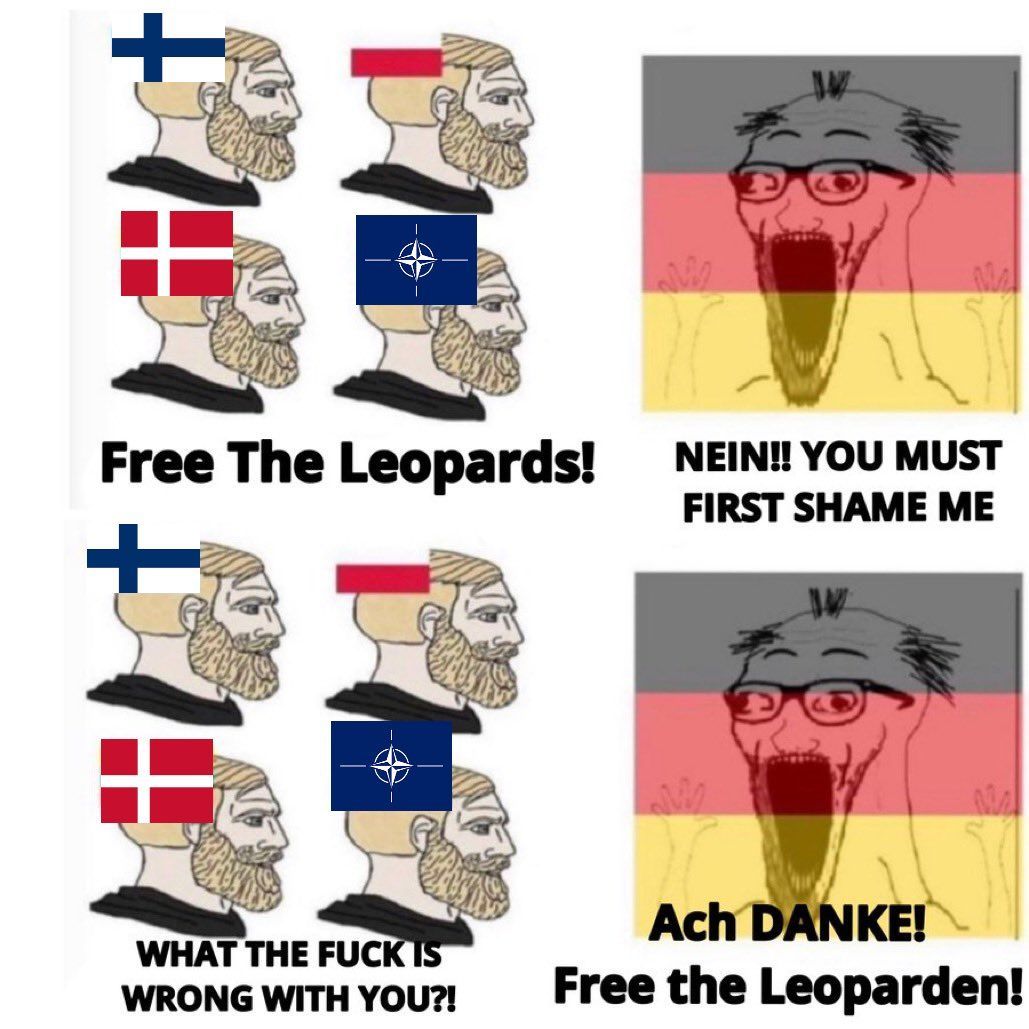 Free The Leopards!
NEIN!! YOU MUST
FIRST SHAME ME
WHAT THE FUCK IS
WRONG WITH YOU?!
Ach DANKE!
Free the Leoparden!